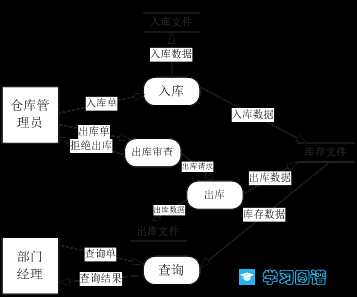 入库文件
入库数据
仓库管
理员
入库单
入库
入库数据
出库单
拒绝出库
出库审查
库存文件
出库请求
出库数据
出库
出库数据
库存数据
出库文件
部门
经理
查询单
查询结果
查询
学习图谱